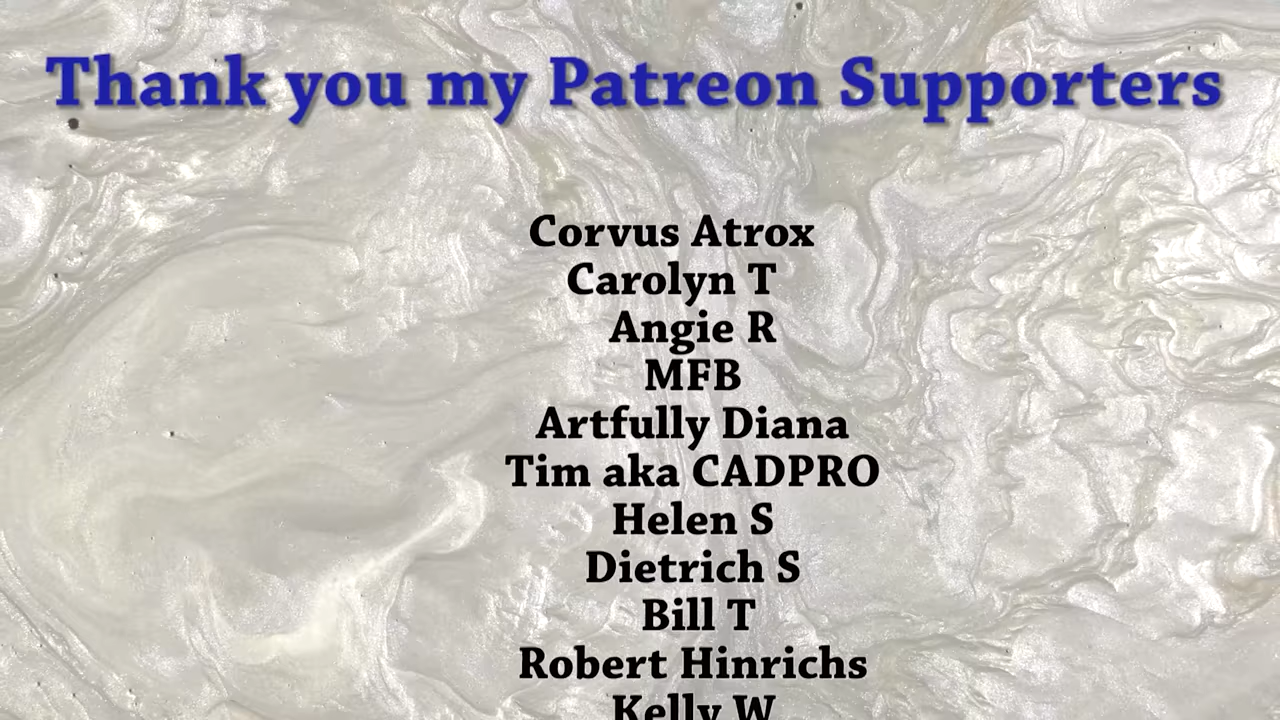 Thank you my Patreon Supporters
Corvus Atrox
Carolyn T
Angie R
MFB
Artfully Diana
Tim aka CADPRO
Helen S
Dietrich S
Bill T
Robert Hinrichs
Kelly W